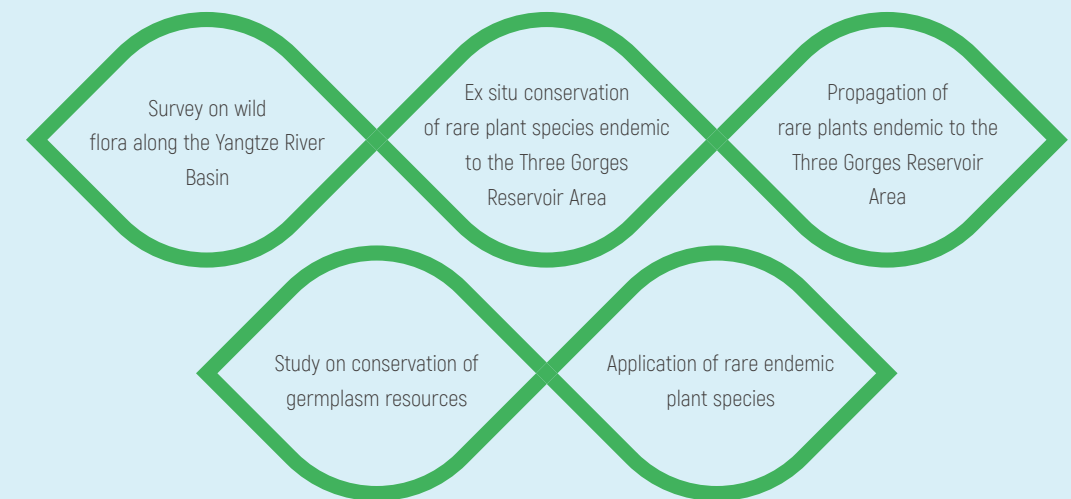 Survey on wild
flora along the Yangtze River
Basin
Ex situ conservation
of rare plant species endemic
to the Three Gorges
Reservoir Area
Propagation of
rare plants endemic to the
Three Gorges Reservoir
Area
Study on conservation of
germplasm resources
Application of rare endemic
plant species